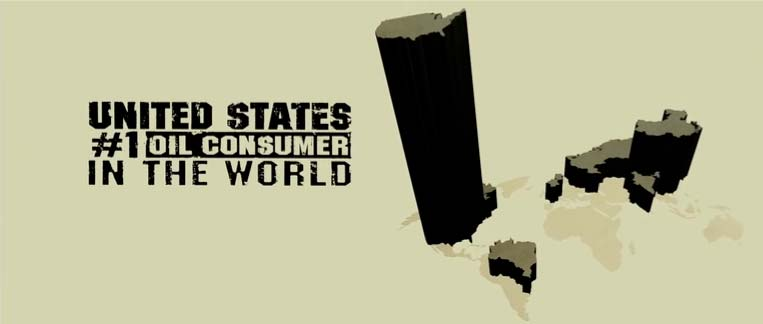 UNITED STATES
#1 OIL CONSUMER
IN THE WORLD